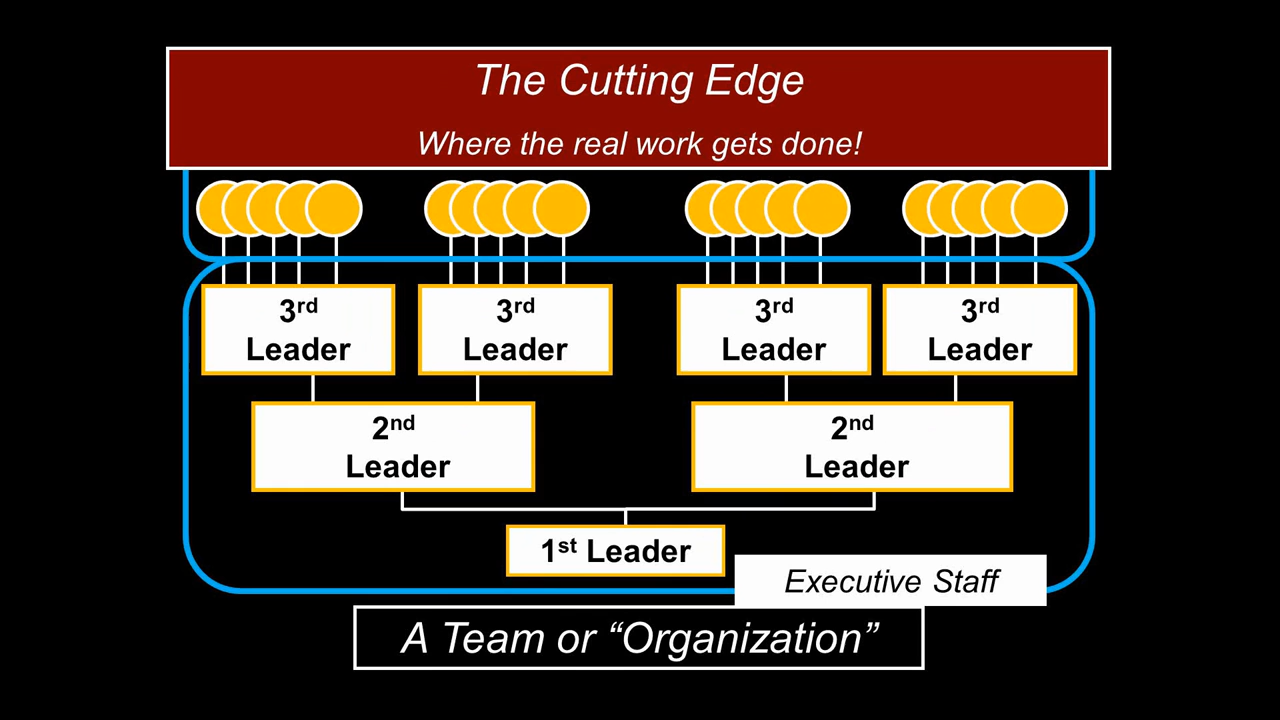 The Cutting Edge
Where the real work gets done!
3rd Leader
3rd Leader
3rd Leader
3rd Leader
2nd Leader
2nd Leader
1st Leader
Executive Staff
A Team or “Organization”